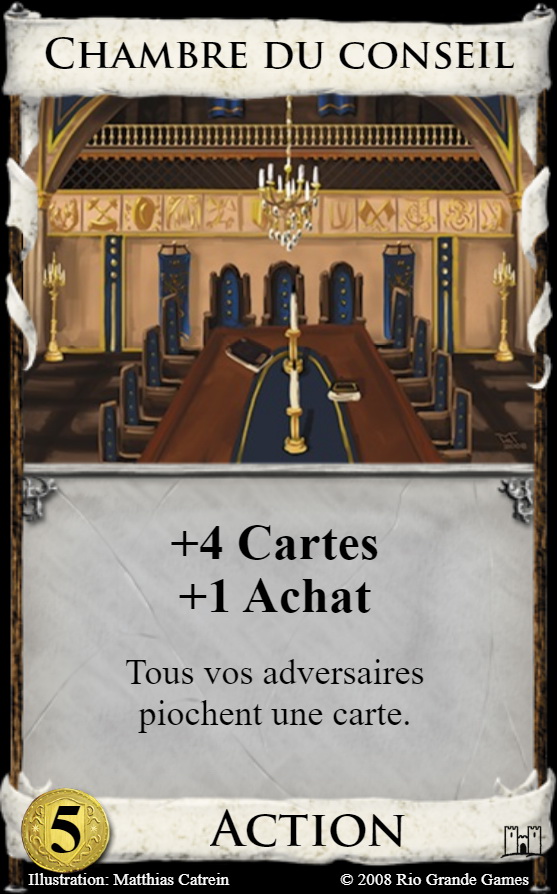 CHAMBRE DU CONSEIL
+4 Cartes
+1 Achat
Tous vos adversaires
piochent une carte.
5
ACTION
Illustration: Matthias Catrein
© 2008 Rio Grande Games